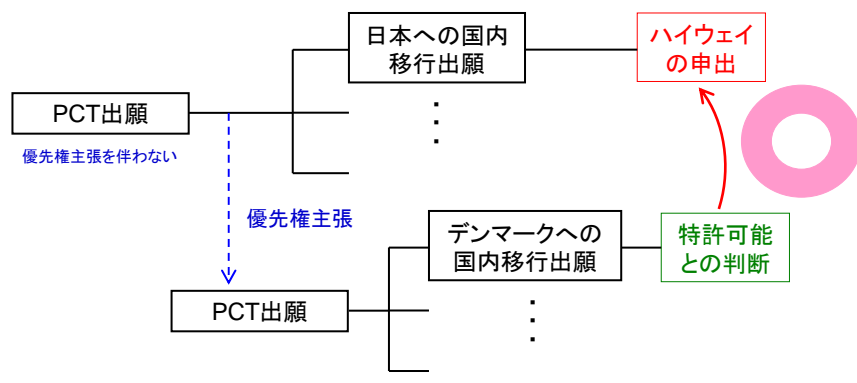 日本への国内
移行出願
ハイウェイ
の申出
PCT出願
優先権主張を伴わない
優先権主張
デンマークへの
国内移行出願
特許可能
との判断
PCT出願